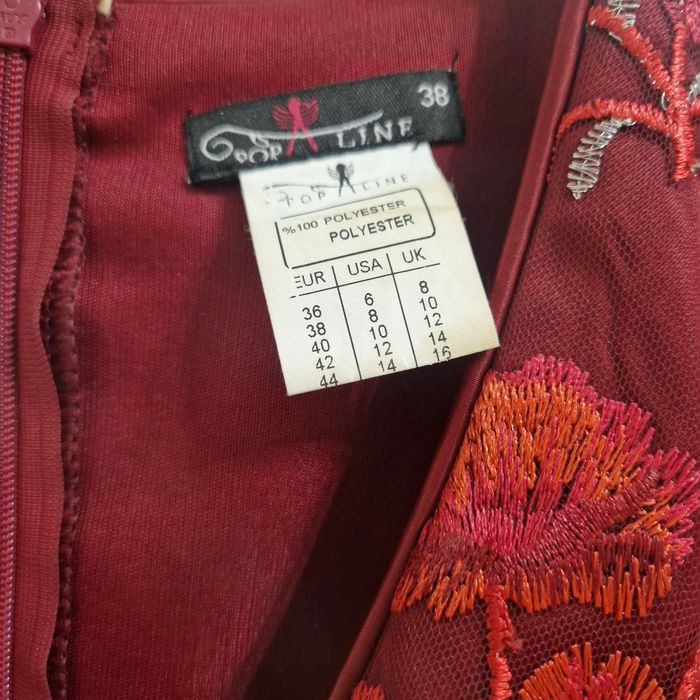 38
TOP A LINE
TOP A LINE
%100 POLYESTER
POLYESTER
EUR USA UK
36 6 8
38 8 10
40 10 12
42 12 14
44 14 16